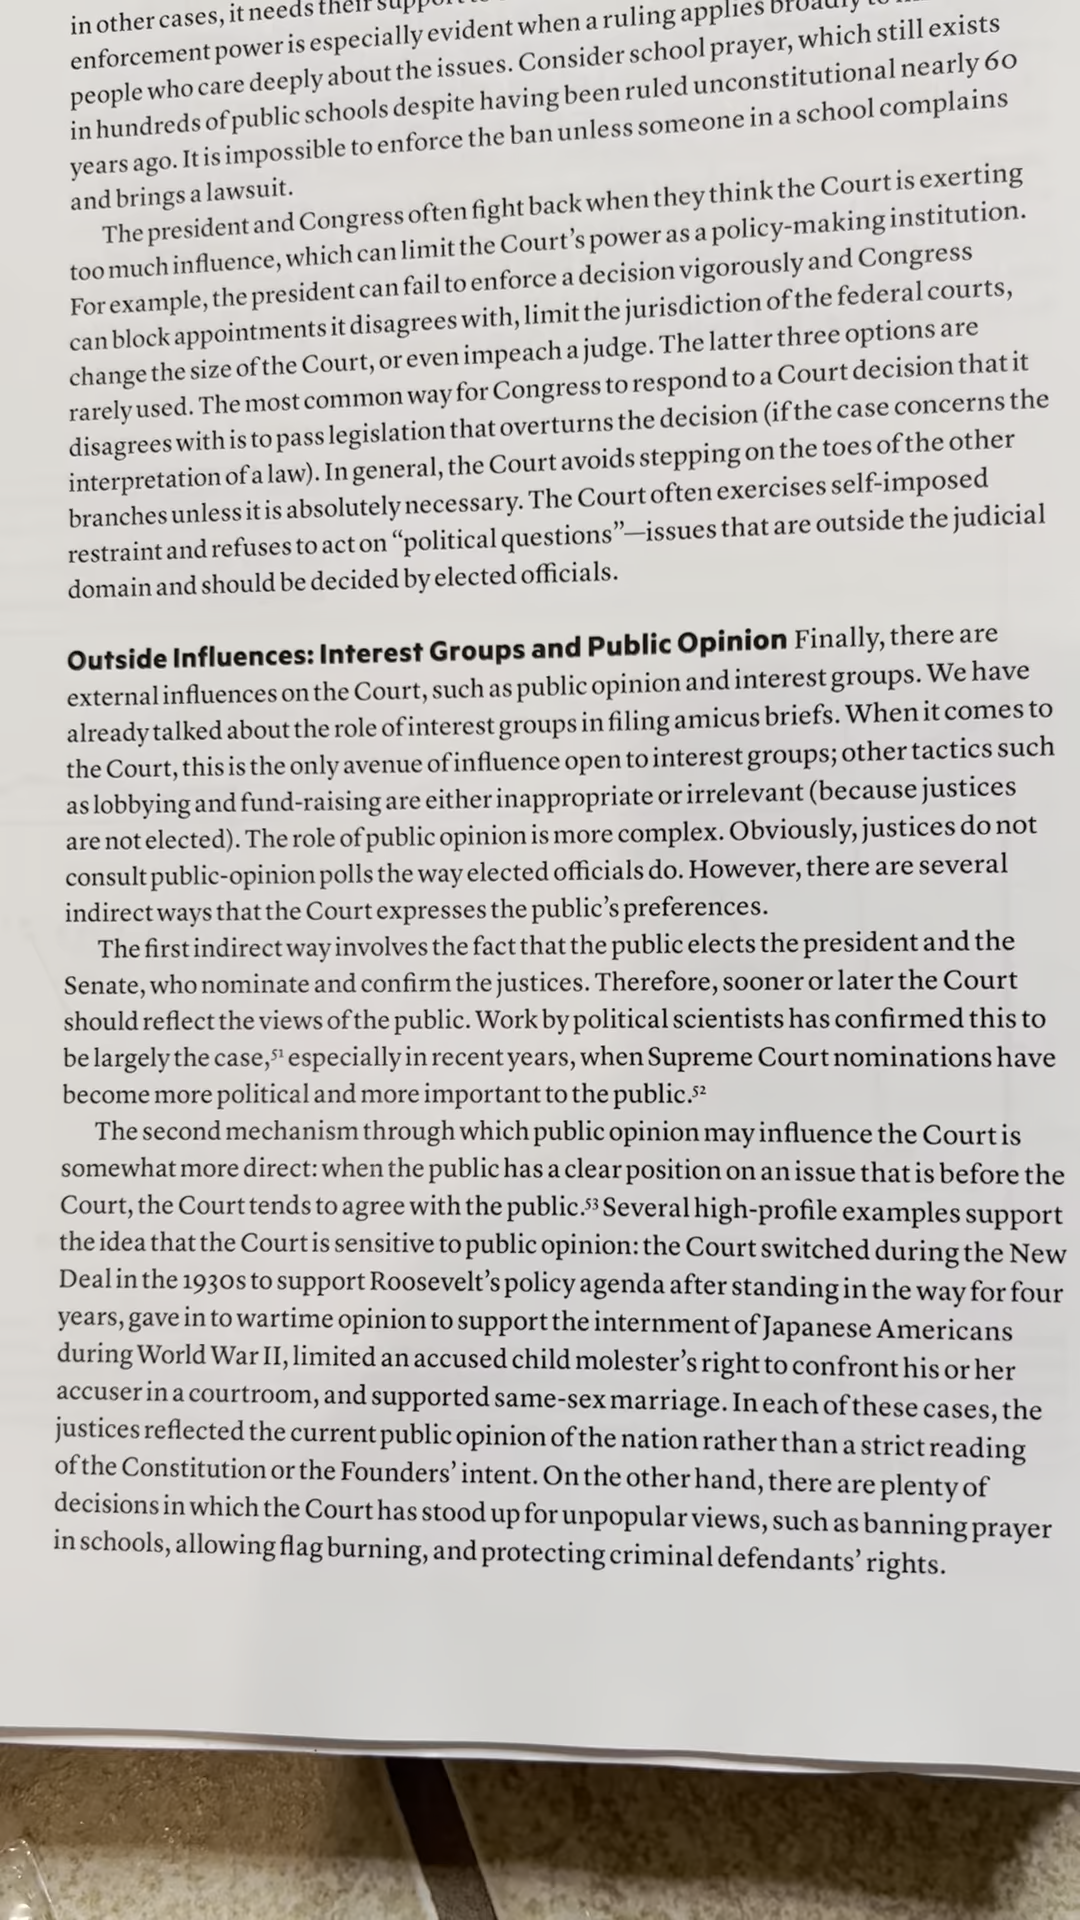 in other cases, it needs their
enforcement power is especially evident when a ruling applies broadly to
people who care deeply about the issues. Consider school prayer, which still exists
in hundreds of public schools despite having been ruled unconstitutional nearly 60
years ago. It is impossible to enforce the ban unless someone in a school complains
and brings a lawsuit.
The president and Congress often fight back when they think the Court is exerting
too much influence, which can limit the Court's power as a policy-making institution.
For example, the president can fail to enforce a decision vigorously and Congress
can block appointments it disagrees with, limit the jurisdiction of the federal courts,
change the size of the Court, or even impeach a judge. The latter three options are
rarely used. The most common way for Congress to respond to a Court decision that it
disagrees with is to pass legislation that overturns the decision (if the case concerns the
interpretation of a law). In general, the Court avoids stepping on the toes of the other
branches unless it is absolutely necessary. The Court often exercises self-imposed
restraint and refuses to act on “political questions”—issues that are outside the judicial
domain and should be decided by elected officials.
Outside Influences: Interest Groups and Public Opinion Finally, there are
external influences on the Court, such as public opinion and interest groups. We have
already talked about the role of interest groups in filing amicus briefs. When it comes to
the Court, this is the only avenue of influence open to interest groups; other tactics such
as lobbying and fund-raising are either inappropriate or irrelevant (because justices
are not elected). The role of public opinion is more complex. Obviously, justices do not
consult public-opinion polls the way elected officials do. However, there are several
indirect ways that the Court expresses the public's preferences.
The first indirect way involves the fact that the public elects the president and the
Senate, who nominate and confirm the justices. Therefore, sooner or later the Court
should reflect the views of the public. Work by political scientists has confirmed this to
be largely the case,⁵¹ especially in recent years, when Supreme Court nominations have
become more political and more important to the public.⁵²
The second mechanism through which public opinion may influence the Court is
somewhat more direct: when the public has a clear position on an issue that is before the
Court, the Court tends to agree with the public.⁵³ Several high-profile examples support
the idea that the Court is sensitive to public opinion: the Court switched during the New
Deal in the 1930s to support Roosevelt's policy agenda after standing in the way for four
years, gave in to wartime opinion to support the internment of Japanese Americans
during World War II, limited an accused child molester's right to confront his or her
accuser in a courtroom, and supported same-sex marriage. In each of these cases, the
justices reflected the current public opinion of the nation rather than a strict reading
of the Constitution or the Founders' intent. On the other hand, there are plenty of
decisions in which the Court has stood up for unpopular views, such as banning prayer
in schools, allowing flag burning, and protecting criminal defendants' rights.